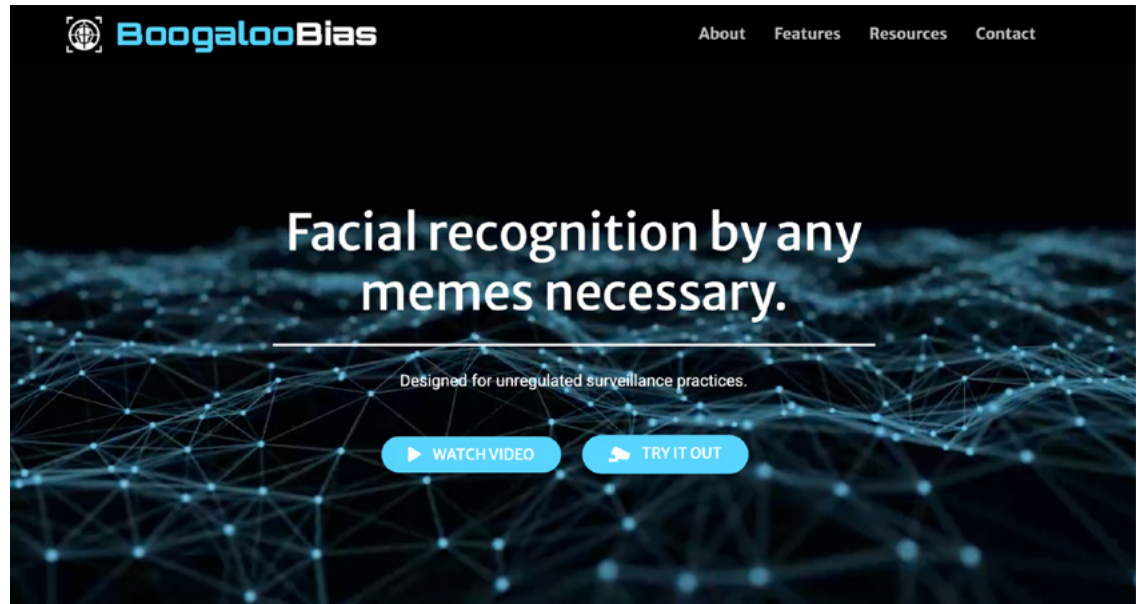 BoogalooBias
About Features Resources Contact
Facial recognition by any
memes necessary.
Designed for unregulated surveillance practices.
WATCH VIDEO
TRY IT OUT